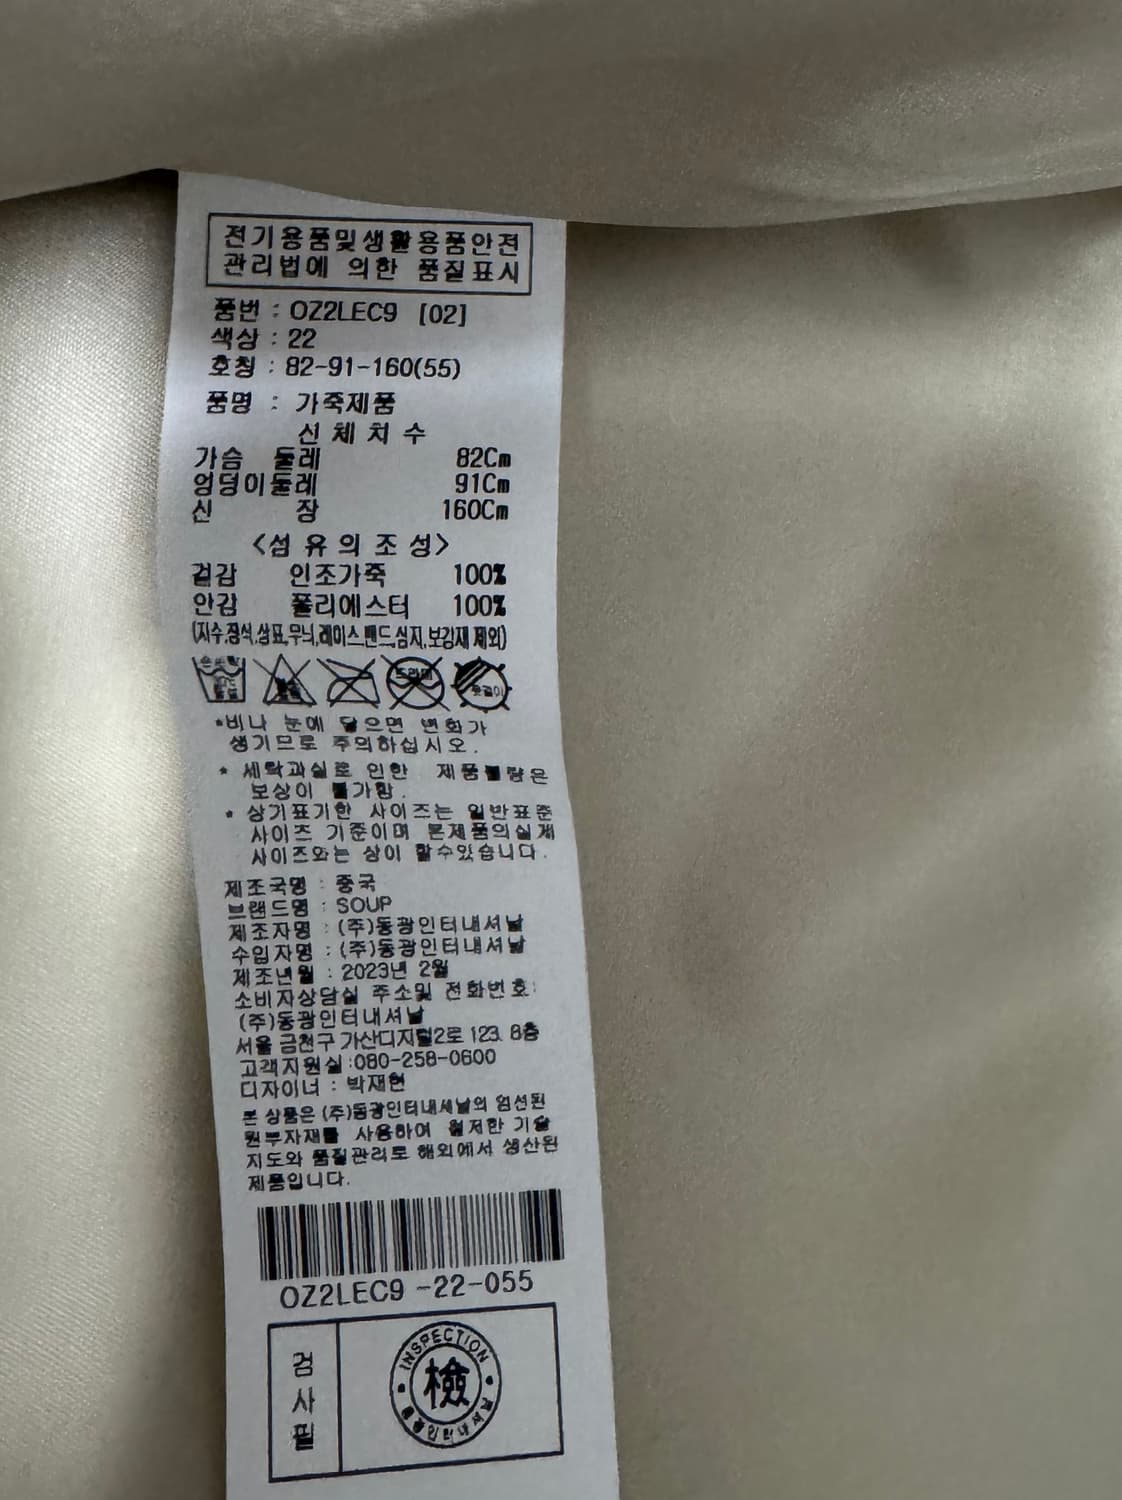 전기용품및생활용품안전
관리법에 의한 품질표시
품번 : OZ2LEC9 [02]
색상 : 22
호칭 : 82-91-160(55)
품명 : 가죽제품
신체치수
가슴 둘레 82Cm
엉덩이둘레 91Cm
신 장 160Cm
<섬유의조성>
겉감 인조가죽 100%
안감 폴리에스터 100%
(자수,장식,상표,무늬,레이스,밴드,심지,보강재 제외)
드라이
옷걸이
*비나 눈에 닿으면 변화가
생기므로 주의하십시오.
* 세탁과실로 인한 제품불량은
보상이 불가함.
* 상기표기한 사이즈는 일반표준
사이즈 기준이며 본제품의실제
사이즈와는 상이 할수있습니다.
제조국명 : 중국
브랜드명 : SOUP
제조자명 : (주)동광인터내셔날
수입자명 : (주)동광인터내셔날
제조년월 : 2023년 2월
소비자상담실 주소및 전화번호:
(주)동광인터내셔날
서울 금천구 가산디지털2로 123. 8층
고객지원실:080-258-0600
디자이너 : 박재현
본 상품은 (주)동광인터내셔날의 엄선된
원부자재를 사용하여 철저한 기술
지도와 품질관리로 해외에서 생산된
제품입니다.
OZ2LEC9 -22-055
검사필
INSPECTION
檢